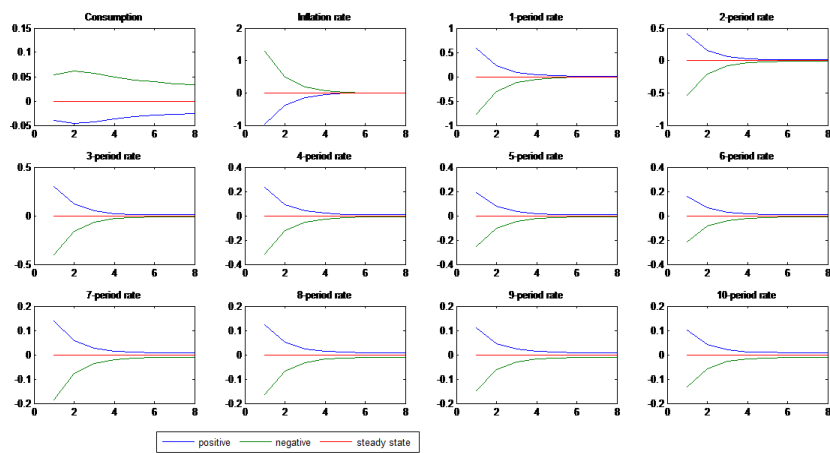 Consumption Inflation rate 1-period rate 2-period rate
0.15 2 1 1
0.1 0.5 0.5
0.05 1 0 0
0 0 -0.5 -0.5
0.05 -1 -1 -1
0 2 4 6 8 0 2 4 6 8 0 2 4 6 8 0 2 4 6 8
3-period rate 4-period rate 5-period rate 6-period rate
0.5 0.4 0.4 0.4
0.2 0.2 0.2
0 0 0 0
-0.2 -0.2 -0.2
-0.5 -0.4 -0.4 -0.4
0 2 4 6 8 0 2 4 6 8 0 2 4 6 8 0 2 4 6 8
7-period rate 8-period rate 9-period rate 10-period rate
0.2 0.2 0.2 0.2
0.1 0.1 0.1 0.1
0 0 0 0
-0.1 -0.1 -0.1 -0.1
-0.2 -0.2 -0.2 -0.2
0 2 4 6 8 0 2 4 6 8 0 2 4 6 8 0 2 4 6 8
positive negative steady state